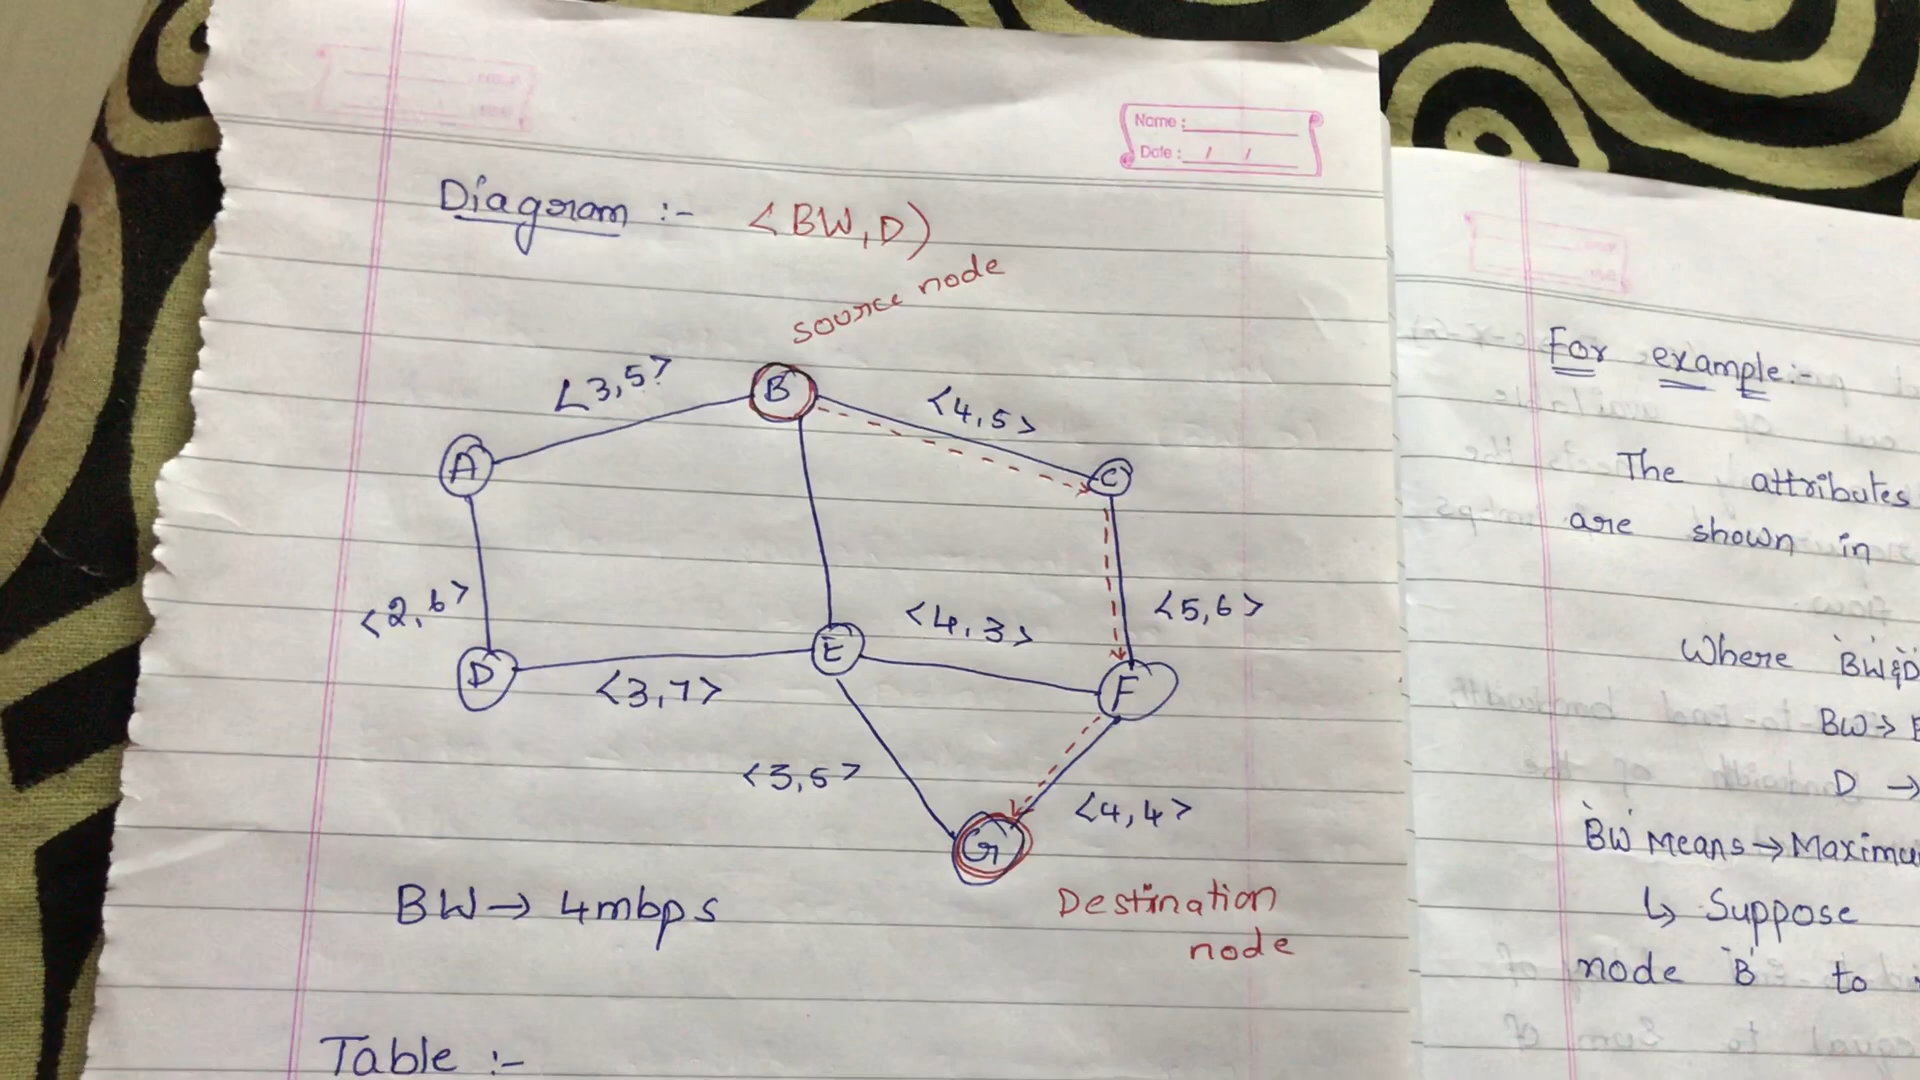 Name :
Date : / /
Diagram :- <BW,D)
source node
<3,5>
B
<4,5>
A
C
<2,6>
<4,3>
<5,6>
E
D
<3,7>
F
<3,5>
<4,4>
G
BW→ 4mbps
Destination
node
Table :-
For example:-
The attributes
are shown in
Where 'BW&D
BW→
D →
'BW' Means→
↳ Suppose
node 'B' to